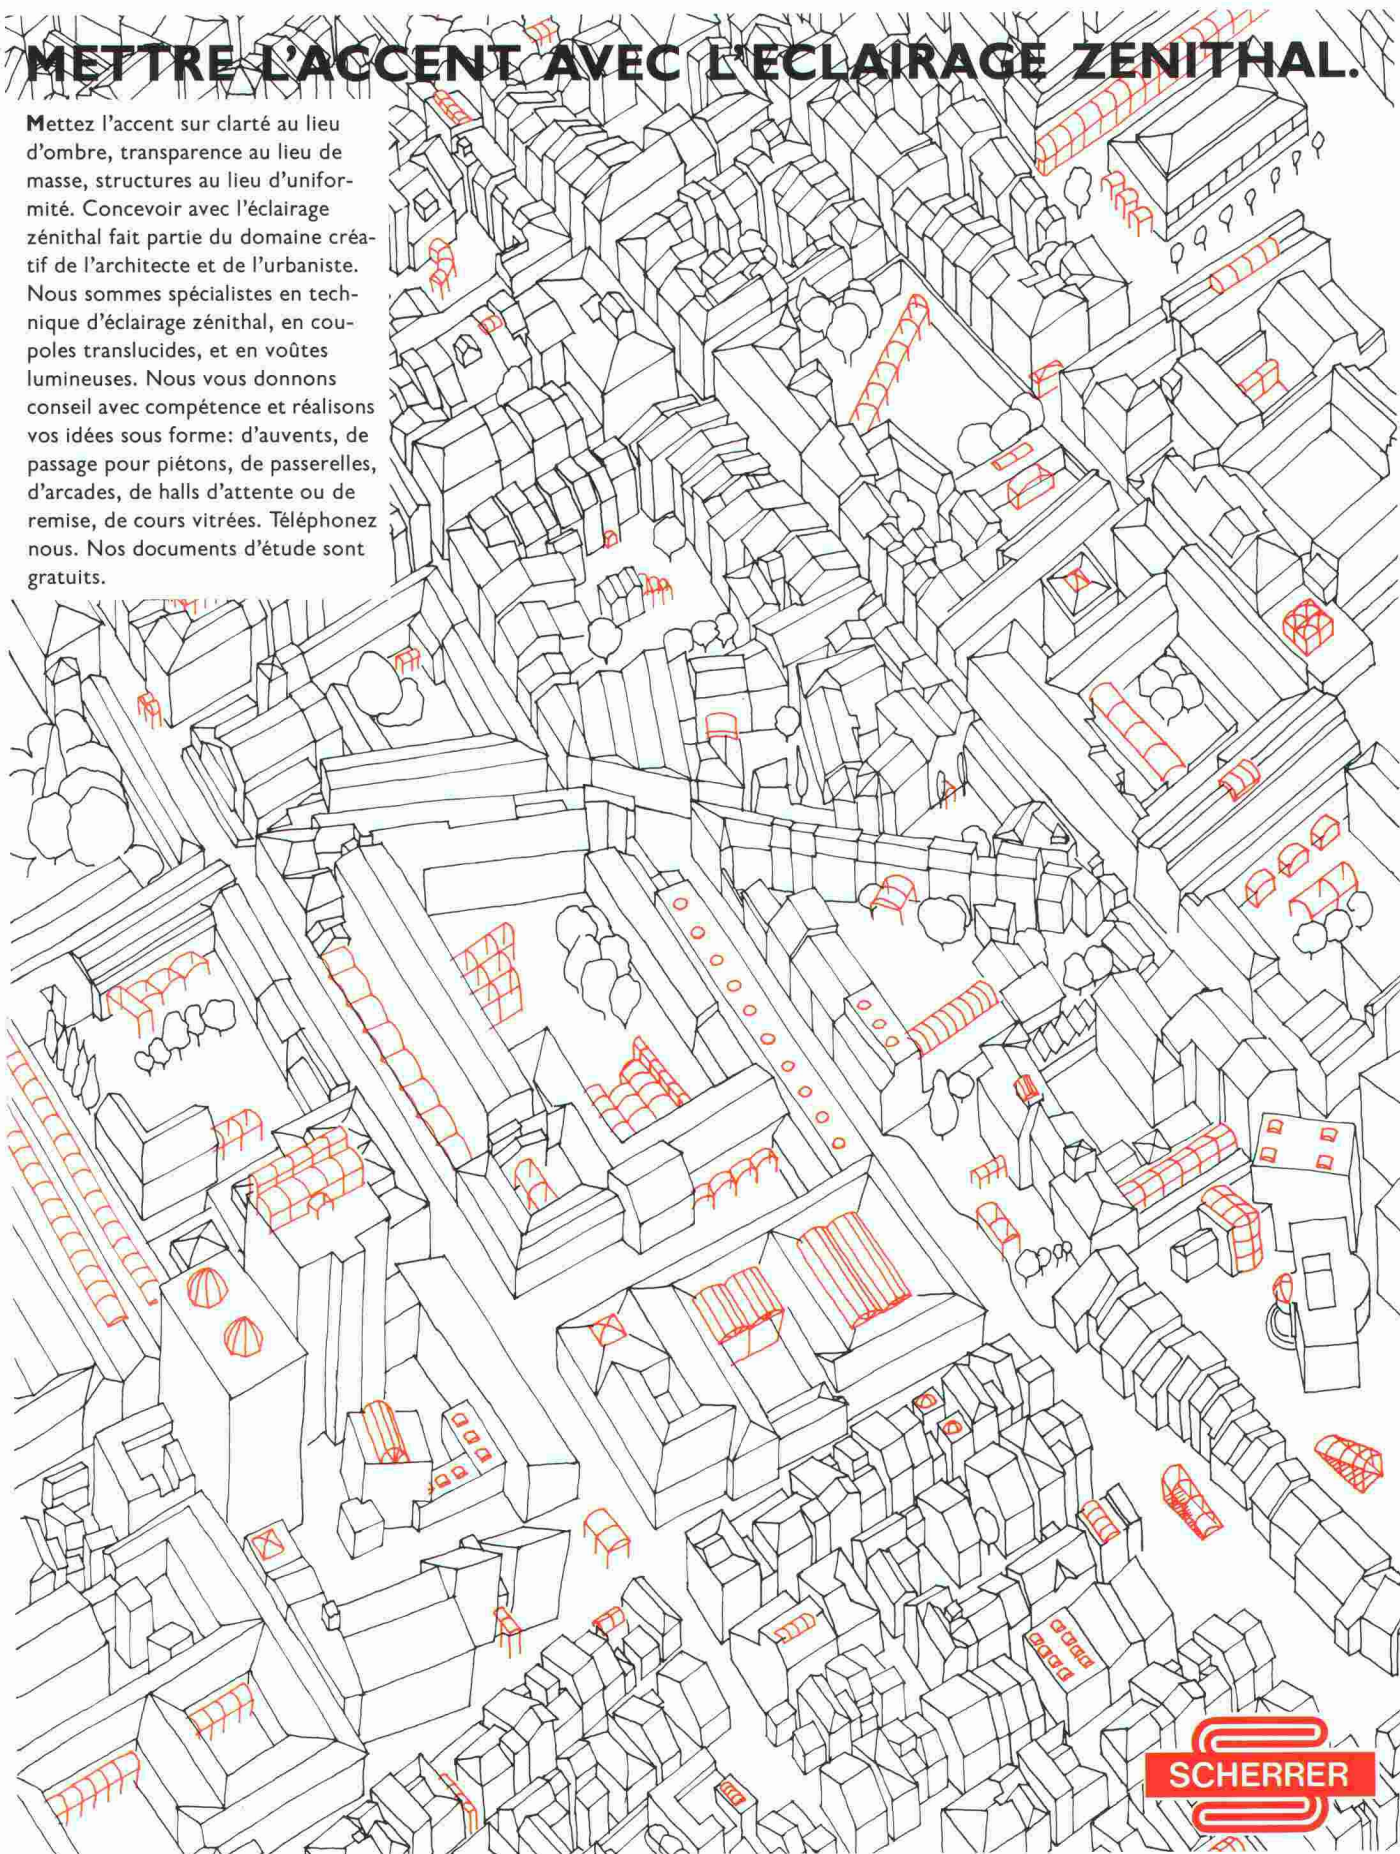 METTRE L'ACCENT AVEC L'ECLAIRAGE ZENITHAL.
Mettez l'accent sur clarté au lieu
d'ombre, transparence au lieu de
masse, structures au lieu d'unifor-
mité. Concevoir avec l'éclairage
zénithal fait partie du domaine créa-
tif de l'architecte et de l'urbaniste.
Nous sommes spécialistes en tech-
nique d'éclairage zénithal, en cou-
poles translucides, et en voûtes
lumineuses. Nous vous donnons
conseil avec compétence et réalisons
vos idées sous forme: d'auvents, de
passage pour piétons, de passerelles,
d'arcades, de halls d'attente ou de
remise, de cours vitrées. Téléphonez
nous. Nos documents d'étude sont
gratuits.
SCHERRER